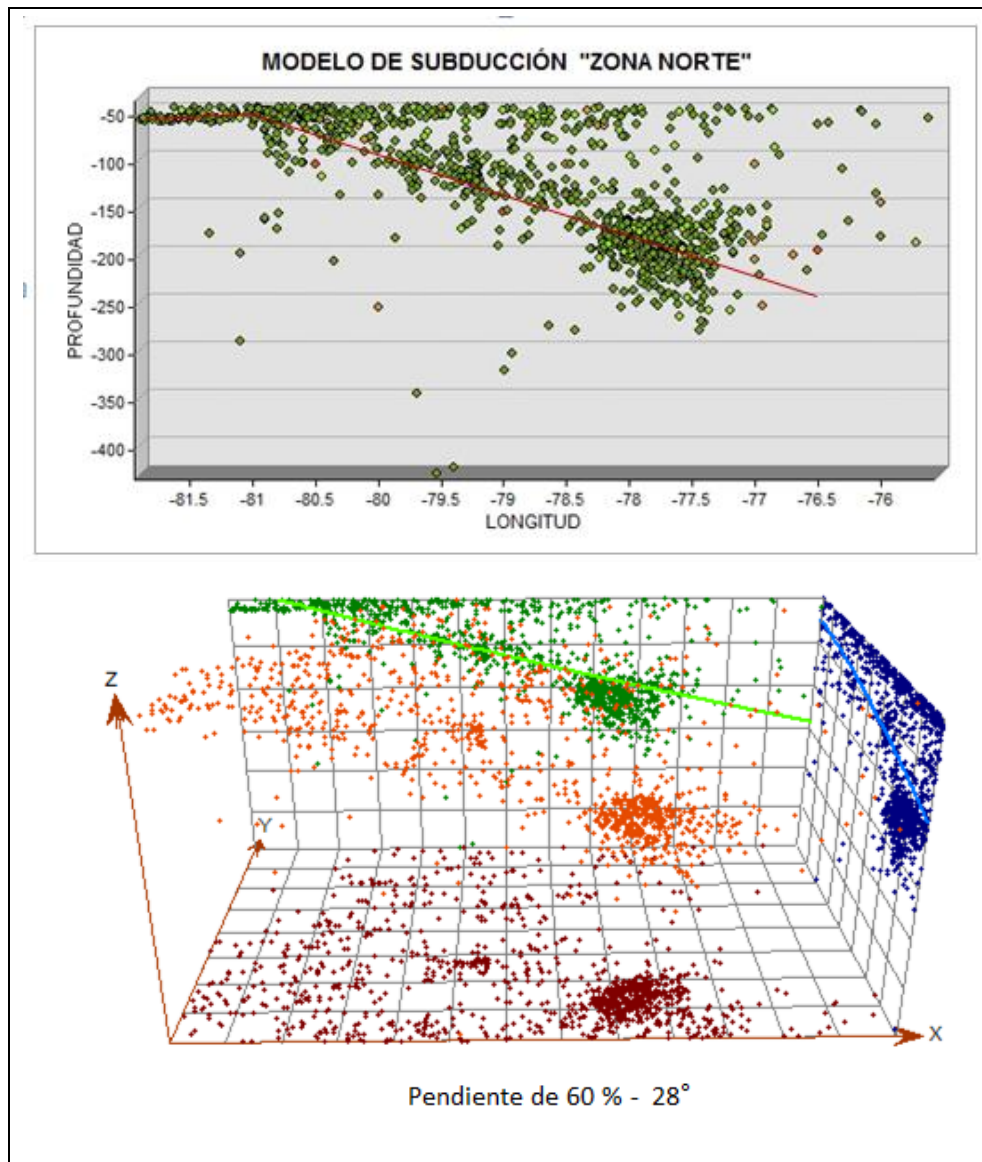 MODELO DE SUBDUCCIÓN "ZONA NORTE"
PROFUNDIDAD
-50
-100
-150
-200
-250
-300
-350
-400
-81.5 -81 -80.5 -80 -79.5 -79 -78.5 -78 -77.5 -77 -76.5 -76
LONGITUD
Z
Y
X
Pendiente de 60 % - 28°